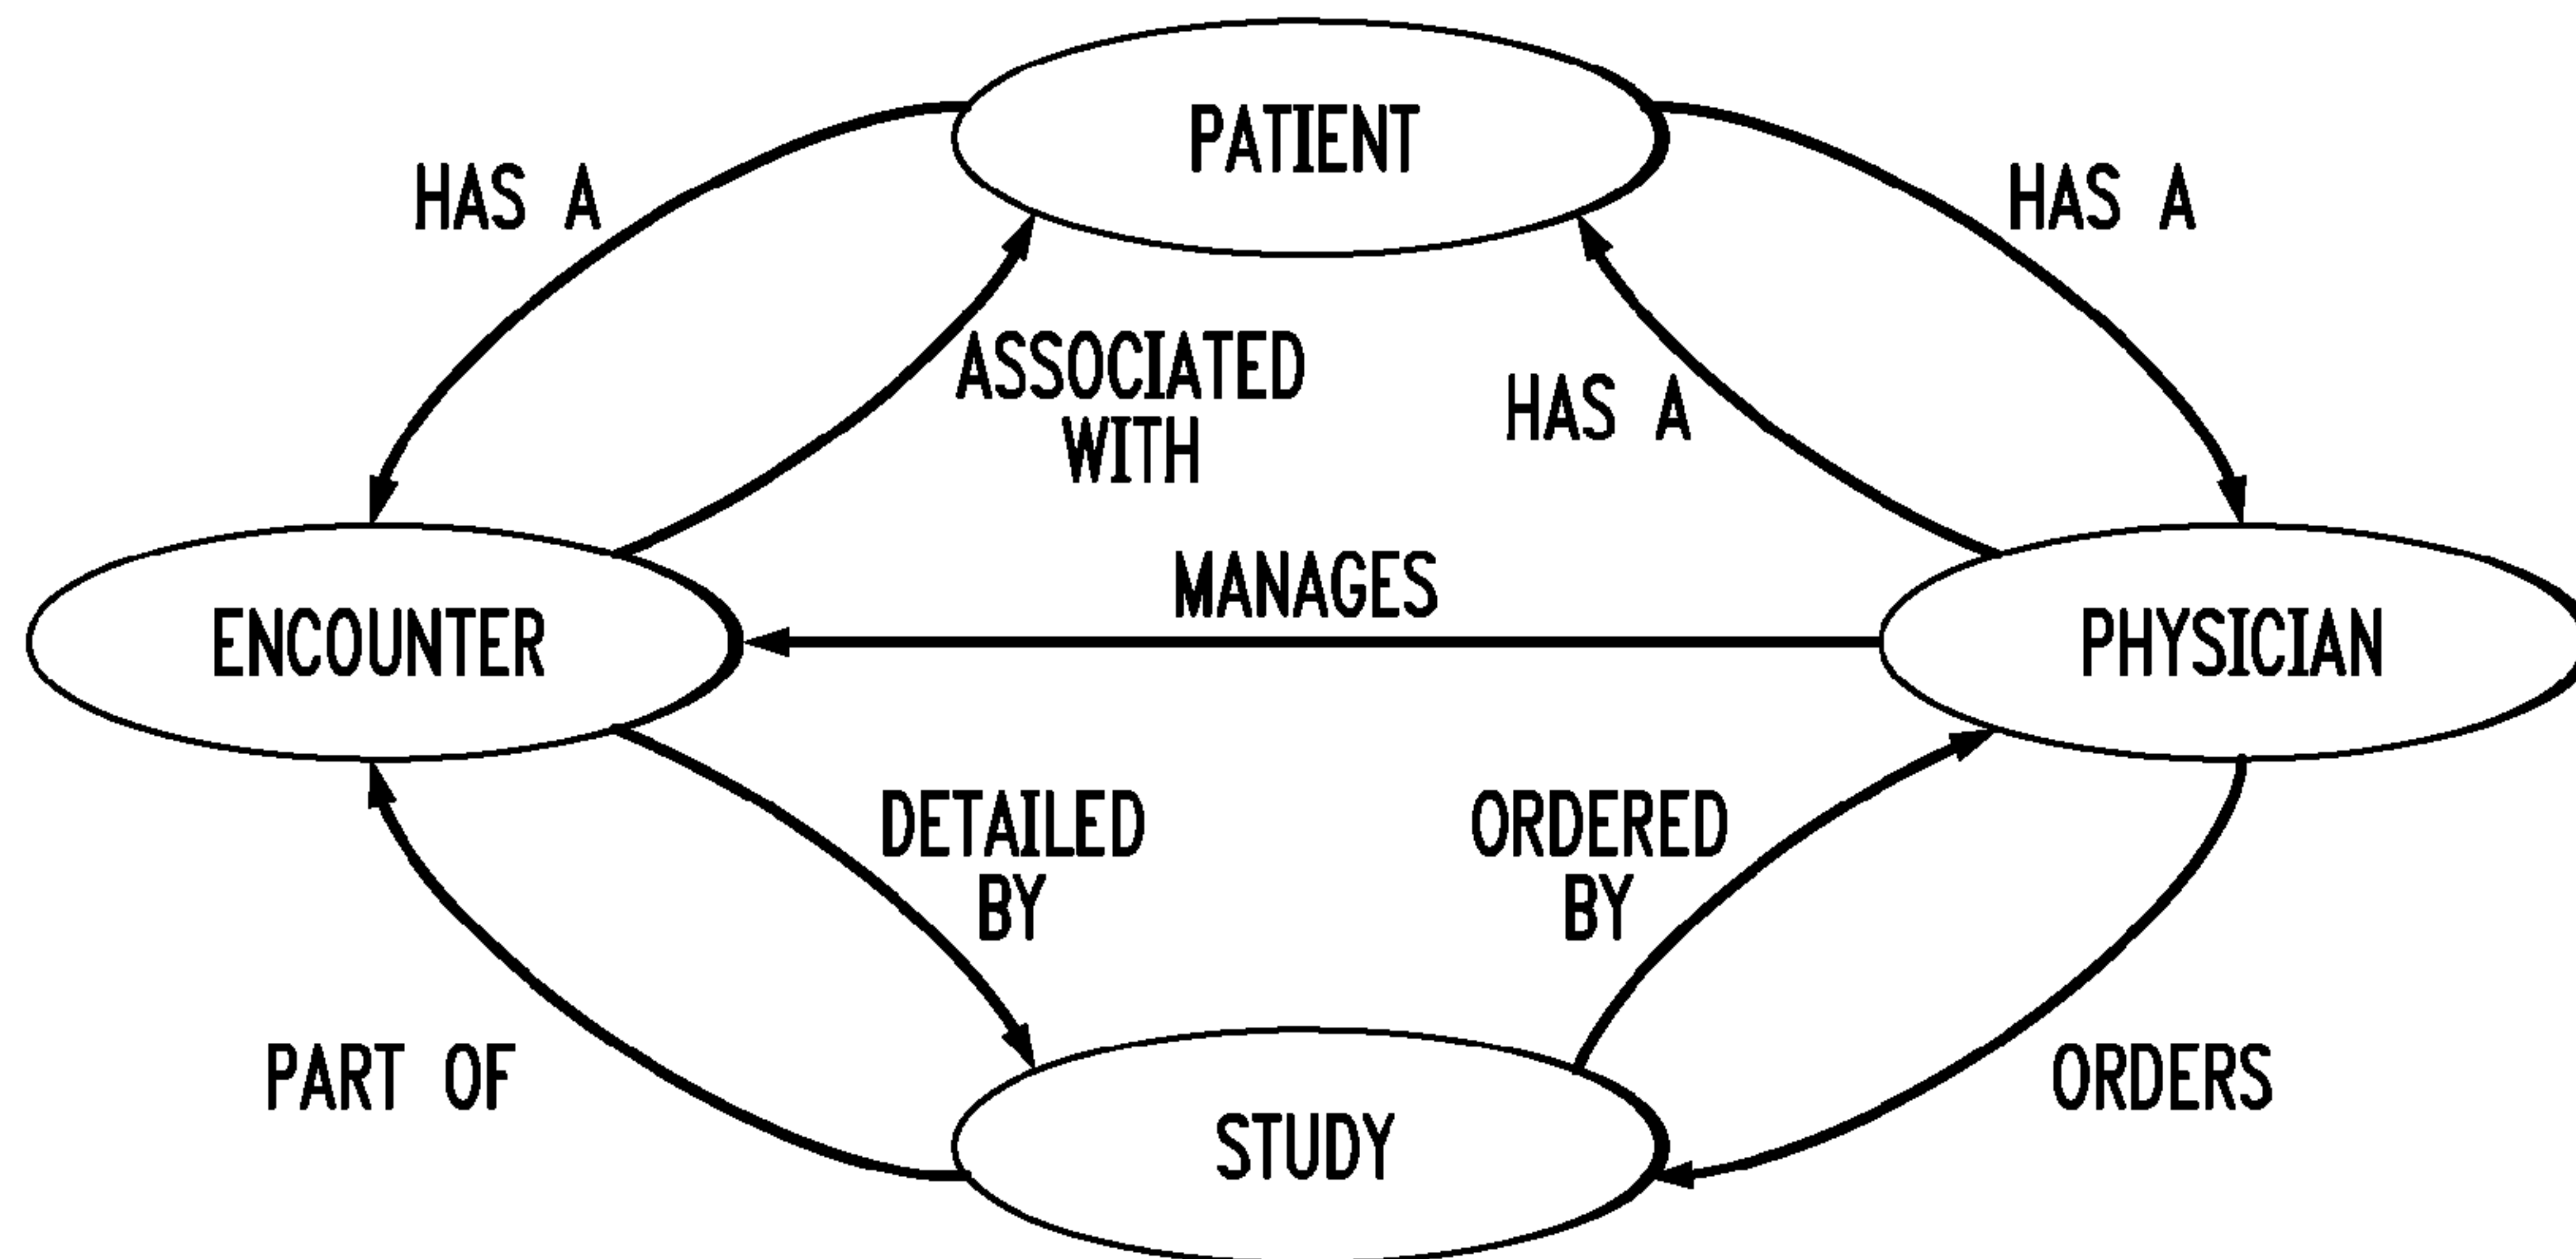 PATIENT
HAS A
HAS A
ASSOCIATED
WITH
HAS A
MANAGES
ENCOUNTER
PHYSICIAN
DETAILED
BY
ORDERED
BY
PART OF
ORDERS
STUDY